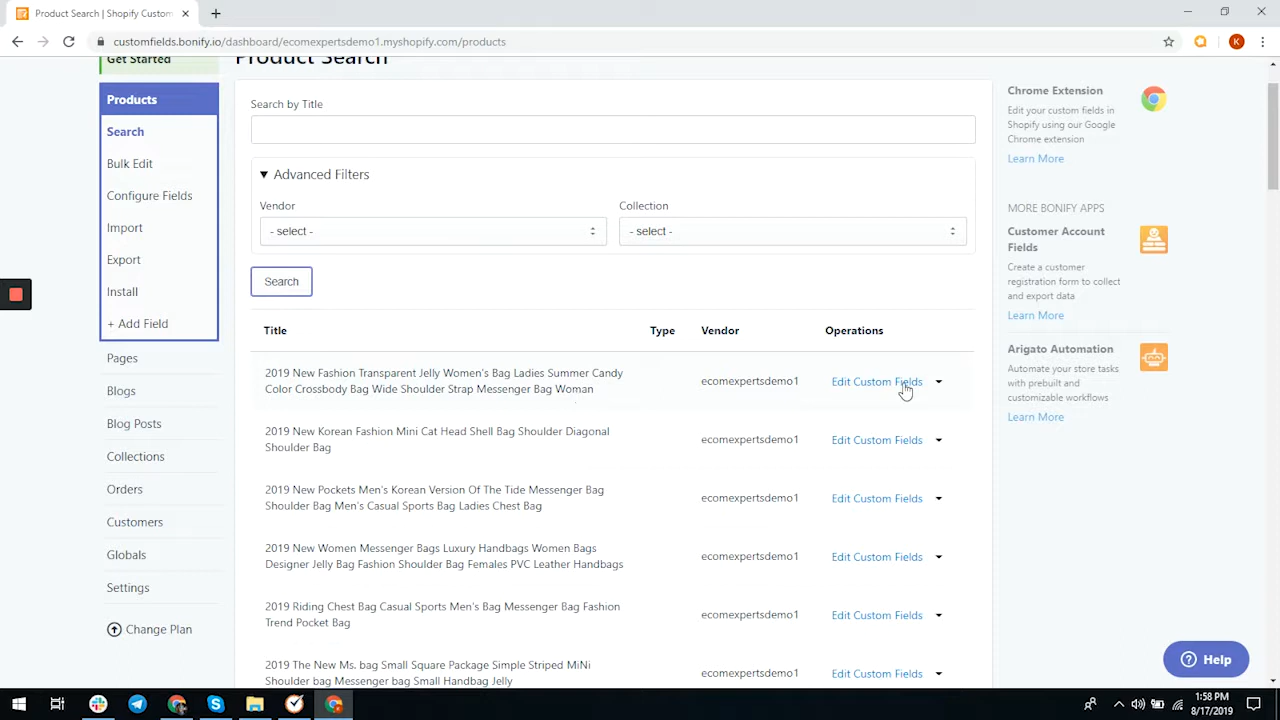 Product Search | Shopify Custom
customfields.bonify.io/dashboard/ecomexpertsdemo1.myshopify.com/products
K
Get Started
Products
Search
Bulk Edit
Configure Fields
Import
Export
Install
+ Add Field
Pages
Blogs
Blog Posts
Collections
Orders
Customers
Globals
Settings
Change Plan
Product Search
Search by Title
Advanced Filters
Vendor Collection
- select - - select -
Search
Title Type Vendor Operations
2019 New Fashion Transparent Jelly Women's Bag Ladies Summer Candy
Color Crossbody Bag Wide Shoulder Strap Messenger Bag Woman
ecomexpertsdemo1 Edit Custom Fields
2019 New Korean Fashion Mini Cat Head Shell Bag Shoulder Diagonal
Shoulder Bag
ecomexpertsdemo1 Edit Custom Fields
2019 New Pockets Men's Korean Version Of The Tide Messenger Bag
Shoulder Bag Men's Casual Sports Bag Ladies Chest Bag
ecomexpertsdemo1 Edit Custom Fields
2019 New Women Messenger Bags Luxury Handbags Women Bags
Designer Jelly Bag Fashion Shoulder Bag Females PVC Leather Handbags
ecomexpertsdemo1 Edit Custom Fields
2019 Riding Chest Bag Casual Sports Men's Bag Messenger Bag Fashion
Trend Pocket Bag
ecomexpertsdemo1 Edit Custom Fields
2019 The New Ms. bag Small Square Package Simple Striped MiNi
Shoulder bag Messenger Bag Small Handbag Jelly
ecomexpertsdemo1 Edit Custom Fields
Chrome Extension
Edit your custom fields in
Shopify using our Google
Chrome extension
Learn More
MORE BONIFY APPS
Customer Account
Fields
Create a customer
registration form to collect
and export data
Learn More
Arigato Automation
Automate your store tasks
with prebuilt and
customizable workflows
Learn More
Help
1:58 PM
8/17/2019